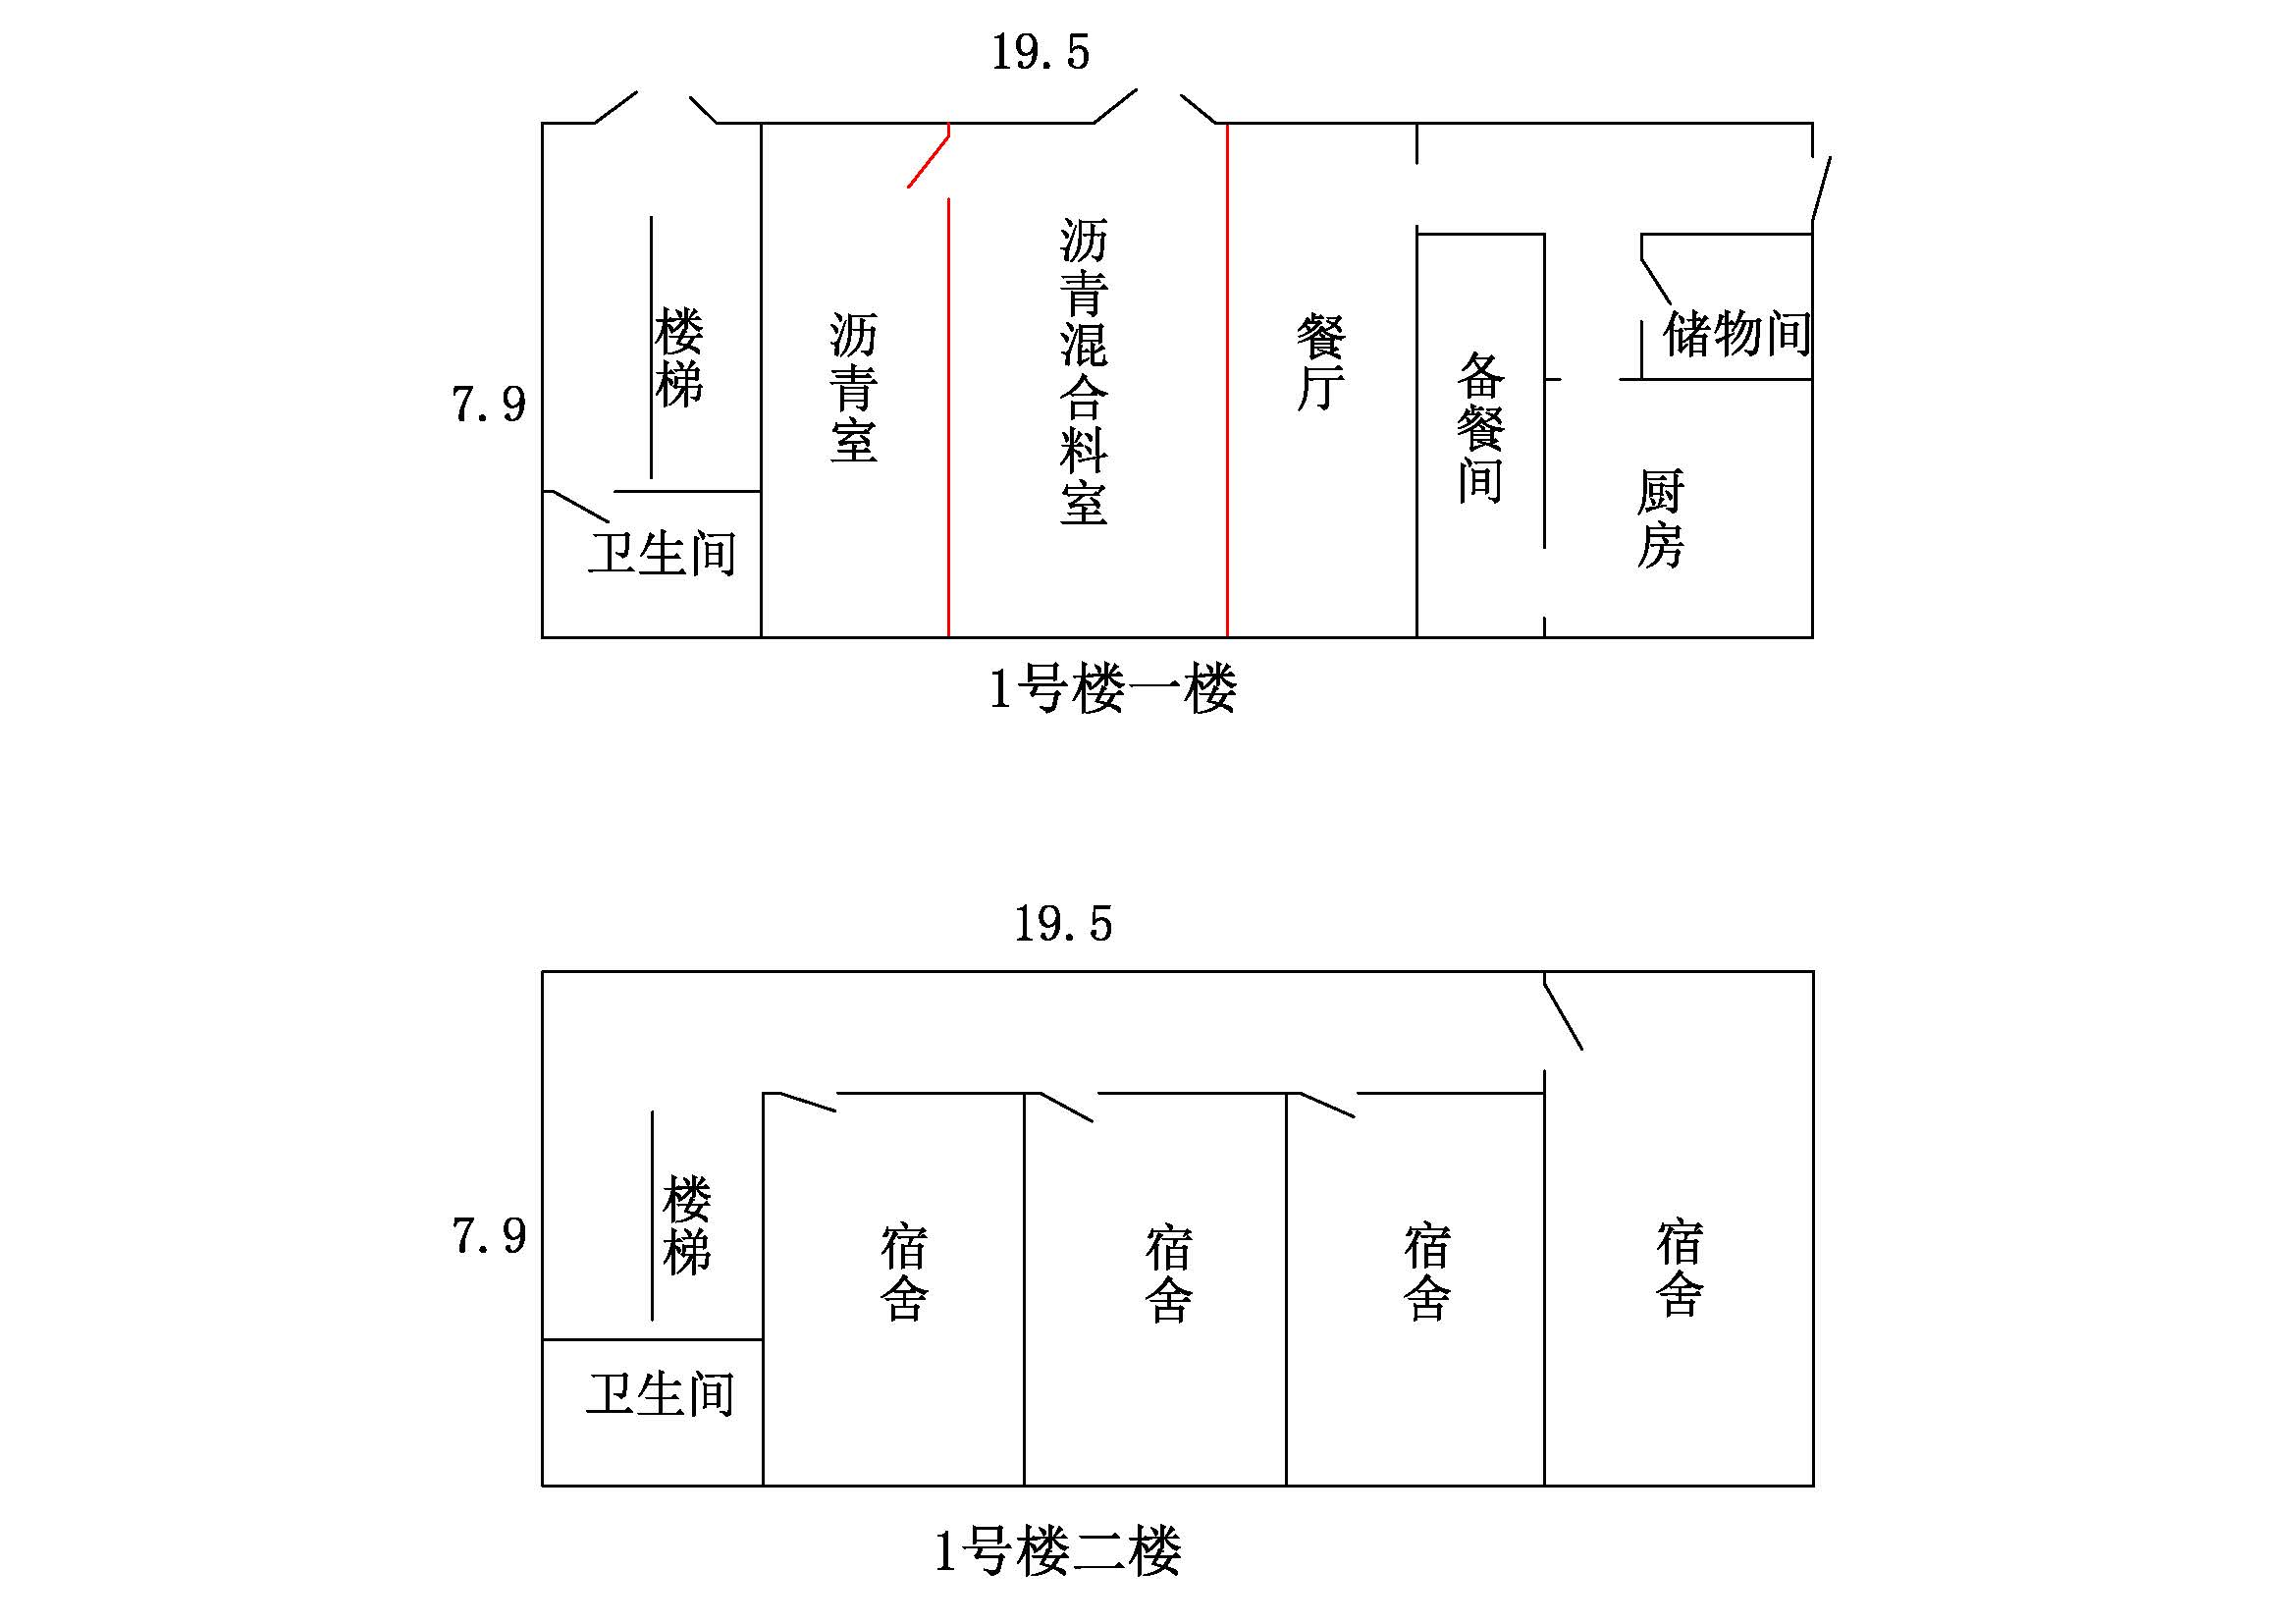 19.5
7.9
楼梯
卫生间
沥青室
沥青混合料室
餐厅
备餐间
储物间
厨房
1号楼一楼
19.5
7.9
楼梯
卫生间
宿舍
宿舍
宿舍
宿舍
1号楼二楼